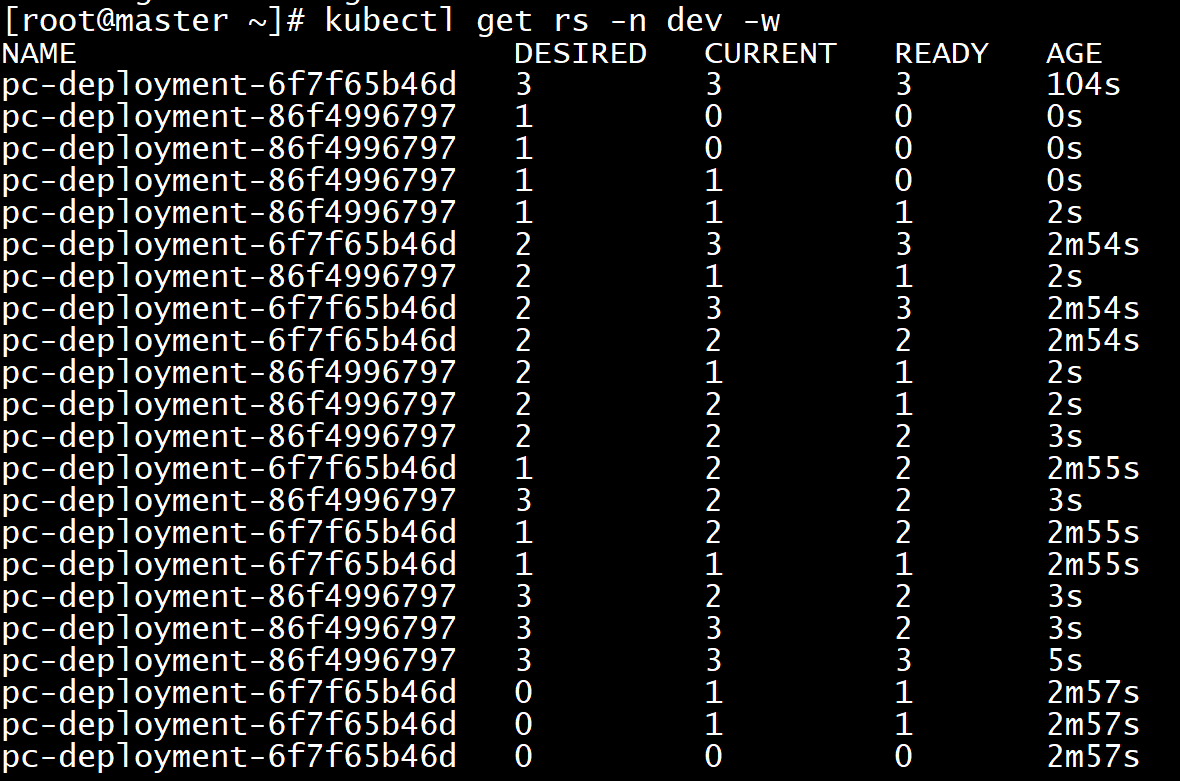 [root@master ~]# kubectl get rs -n dev -w
NAME DESIRED CURRENT READY AGE
pc-deployment-6f7f65b46d 3 3 3 104s
pc-deployment-86f4996797 1 0 0 0s
pc-deployment-86f4996797 1 0 0 0s
pc-deployment-86f4996797 1 1 0 0s
pc-deployment-86f4996797 1 1 1 2s
pc-deployment-6f7f65b46d 2 3 3 2m54s
pc-deployment-86f4996797 2 1 1 2s
pc-deployment-6f7f65b46d 2 3 3 2m54s
pc-deployment-6f7f65b46d 2 2 2 2m54s
pc-deployment-86f4996797 2 1 1 2s
pc-deployment-86f4996797 2 2 1 2s
pc-deployment-86f4996797 2 2 2 3s
pc-deployment-6f7f65b46d 1 2 2 2m55s
pc-deployment-86f4996797 3 2 2 3s
pc-deployment-6f7f65b46d 1 2 2 2m55s
pc-deployment-6f7f65b46d 1 1 1 2m55s
pc-deployment-86f4996797 3 2 2 3s
pc-deployment-86f4996797 3 3 2 3s
pc-deployment-86f4996797 3 3 3 5s
pc-deployment-6f7f65b46d 0 1 1 2m57s
pc-deployment-6f7f65b46d 0 1 1 2m57s
pc-deployment-6f7f65b46d 0 0 0 2m57s